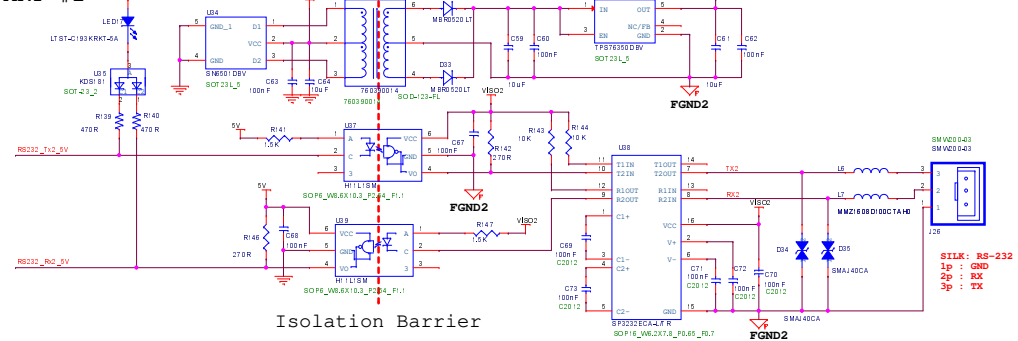 LED17
LTST-C193KRKT-5A
U35
KDS181
SOT-23_2
R139
470R
R140
470R
U34
GND_1
VCC
GND
D1
D2
SN6501DBV
SOT23L_5
C63
100nF
C64
10uF
760390014
760390014
MBR0520LT
D33
MBR0520LT
SOD-123-FL
C59
10uF
C60
100nF
IN
EN
OUT
NC/FB
GND
TPS76350DBV
SOT23L_5
C61
10uF
C62
100nF
FGND2
VISO2
5V
R141
1.5K
RS232_Tx2_5V
U37
A
C
VCC
GND
VO
H11L1SM
SOP6_W8.6X10.3_P2.54_F1.1
C67
100nF
R142
270R
R143
10K
R144
10K
FGND2
5V
R146
270R
C68
100nF
RS232_Rx2_5V
U39
VCC
GND
VO
A
C
H11L1SM
SOP6_W8.6X10.3_P2.54_F1.1
R147
1.5K
VISO2
Isolation Barrier
U38
T1IN
T2IN
R1OUT
R2OUT
C1+
C1-
C2+
C2-
T1OUT
T2OUT
R1IN
R2IN
VCC
V+
V-
GND
SP3232ECA-L/TR
SOP16_W6.2X7.8_P0.65_F0.7
C69
100nF
C2012
C73
100nF
C2012
C71
100nF
C2012
C72
100nF
C2012
C70
100nF
C2012
VISO2
FGND2
TX2
RX2
L6
L7
MMZ1608D100CTAH0
D34
SMAJ40CA
D35
SMAJ40CA
SMW200-03
SMW200-03
J26
SILK: RS-232
1p : GND
2p : RX
3p : TX